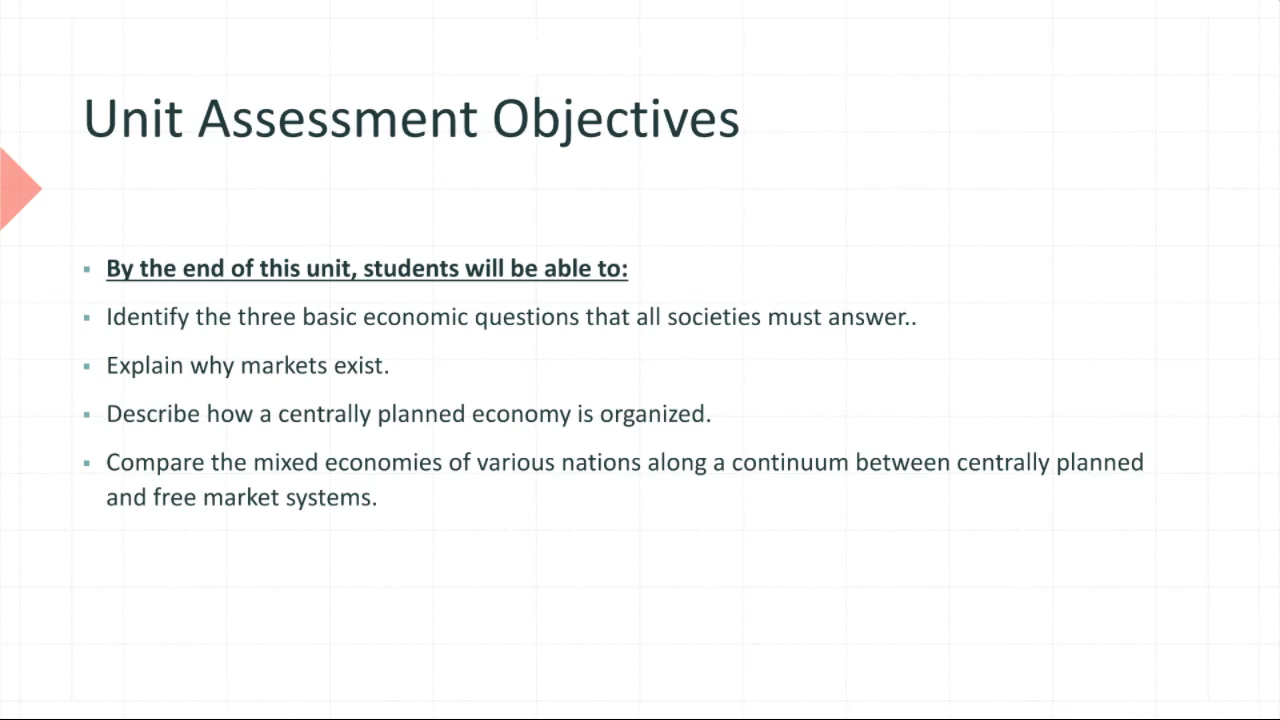 Unit Assessment Objectives
▪ By the end of this unit, students will be able to:
▪ Identify the three basic economic questions that all societies must answer..
▪ Explain why markets exist.
▪ Describe how a centrally planned economy is organized.
▪ Compare the mixed economies of various nations along a continuum between centrally planned
and free market systems.